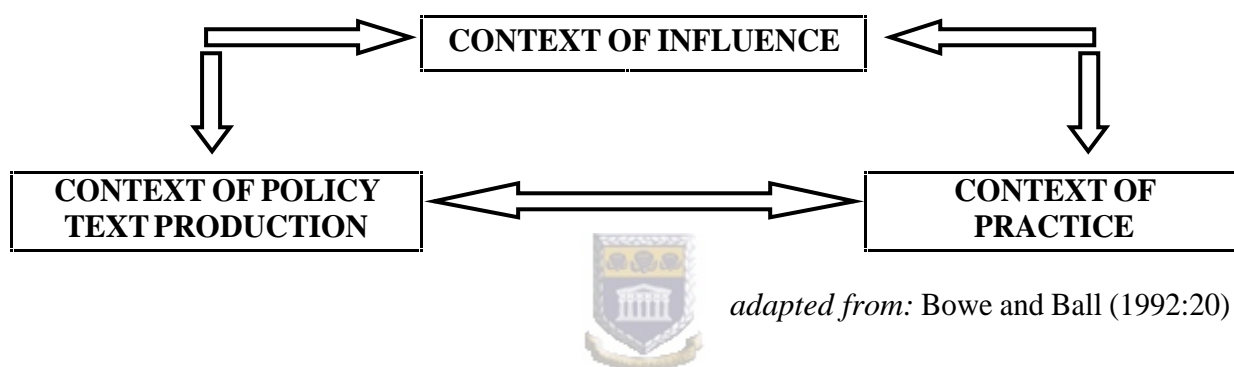 CONTEXT OF INFLUENCE
CONTEXT OF POLICY
TEXT PRODUCTION
CONTEXT OF
PRACTICE
adapted from: Bowe and Ball (1992:20)